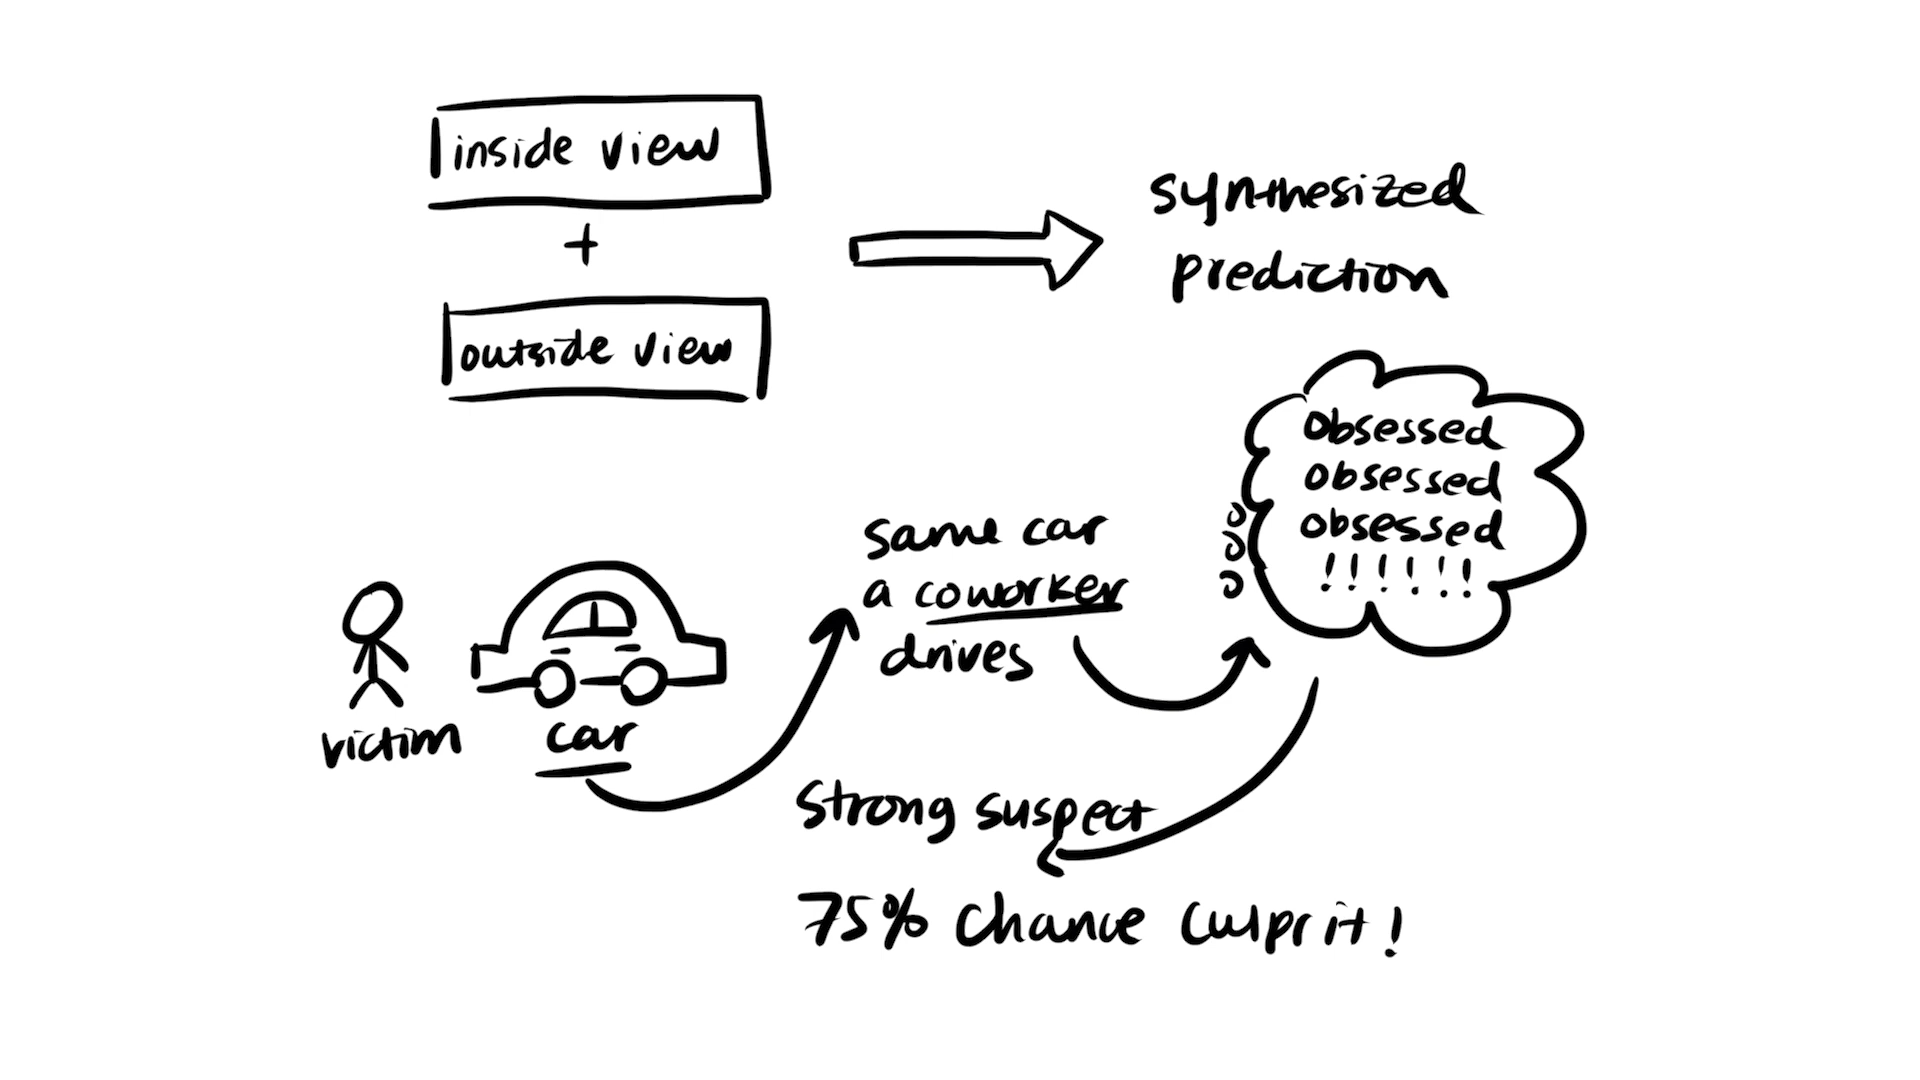 inside view
+
outside view
synthesized
prediction
obsessed
obsessed
obsessed
!!!!!!
same car
a coworker
drives
victim
car
strong suspect
75% chance culprit!